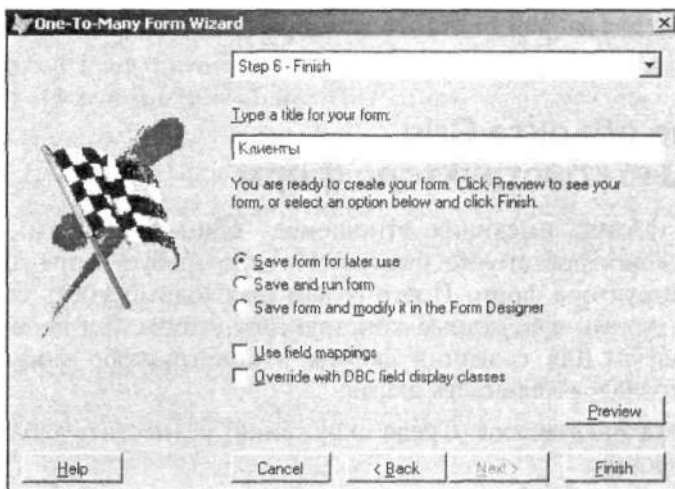 One-To-Many Form Wizard
Step 6 - Finish
Type a title for your form:
Клиенты
You are ready to create your form. Click Preview to see your
form, or select an option below and click Finish.
Save form for later use
Save and run form
Save form and modify it in the Form Designer
Use field mappings
Override with DBC field display classes
Preview
Help Cancel < Back Next > Finish